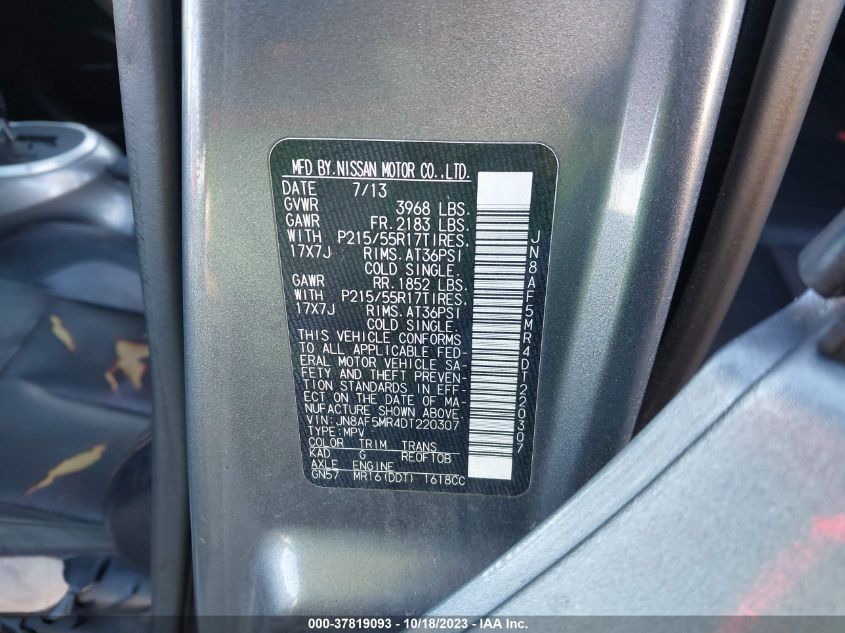 MFD BY.NISSAN MOTOR CO.,LTD.
DATE 7/13
GVWR 3968 LBS.
GAWR FR.2183 LBS.
WITH P215/55R17TIRES.
17X7J RIMS.AT36PSI
COLD SINGLE.
GAWR RR.1852 LBS.
WITH P215/55R17TIRES.
17X7J RIMS.AT36PSI
COLD SINGLE.
THIS VEHICLE CONFORMS
TO ALL APPLICABLE FED-
ERAL MOTOR VEHICLE SA-
FETY AND THEFT PREVEN-
TION STANDARDS IN EFF-
ECT ON THE DATE OF MA-
NUFACTURE SHOWN ABOVE.
VIN: JN8AF5MR4DT220307
TYPE: MPV
COLOR TRIM TRANS
KAD G RE0F10B
AXLE ENGINE
GN57 MR16(DDT) 1618CC
JN8AF5MR4DT220307
000-37819093 - 10/18/2023 - IAA Inc.